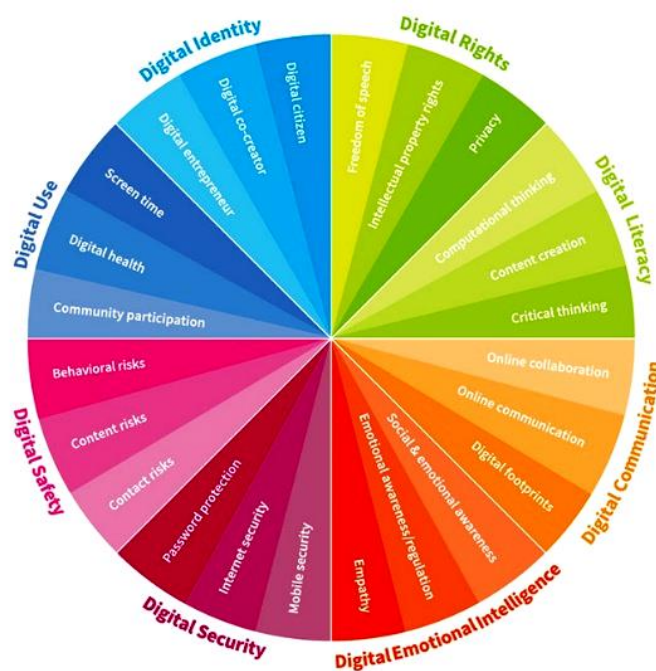 Digital Identity
Digital entrepreneur
Digital co-creator
Digital citizen
Digital Rights
Freedom of speech
Intellectual property rights
Privacy
Digital Literacy
Computational thinking
Content creation
Critical thinking
Digital Communication
Online collaboration
Online communication
Digital footprints
Digital Emotional Intelligence
Social & emotional awareness
Emotional awareness/regulation
Empathy
Digital Security
Mobile security
Internet security
Password protection
Digital Safety
Contact risks
Content risks
Behavioral risks
Digital Use
Community participation
Digital health
Screen time